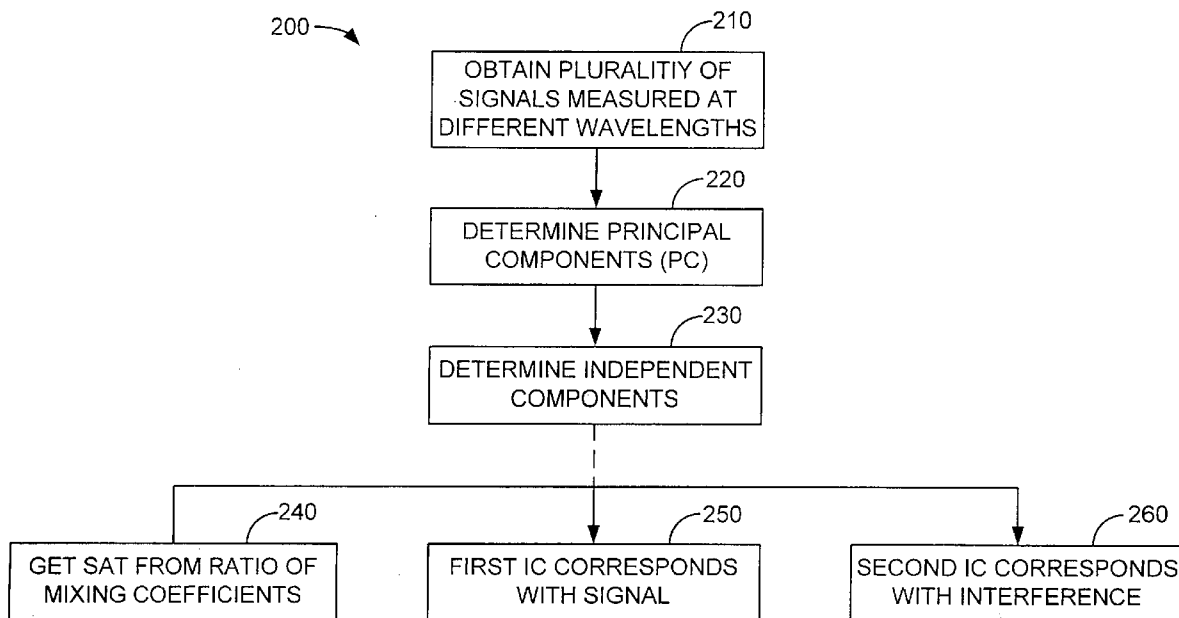 200
210
OBTAIN PLURALITIY OF
SIGNALS MEASURED AT
DIFFERENT WAVELENGTHS
220
DETERMINE PRINCIPAL
COMPONENTS (PC)
230
DETERMINE INDEPENDENT
COMPONENTS
240
GET SAT FROM RATIO OF
MIXING COEFFICIENTS
250
FIRST IC CORRESPONDS
WITH SIGNAL
260
SECOND IC CORRESPONDS
WITH INTERFERENCE